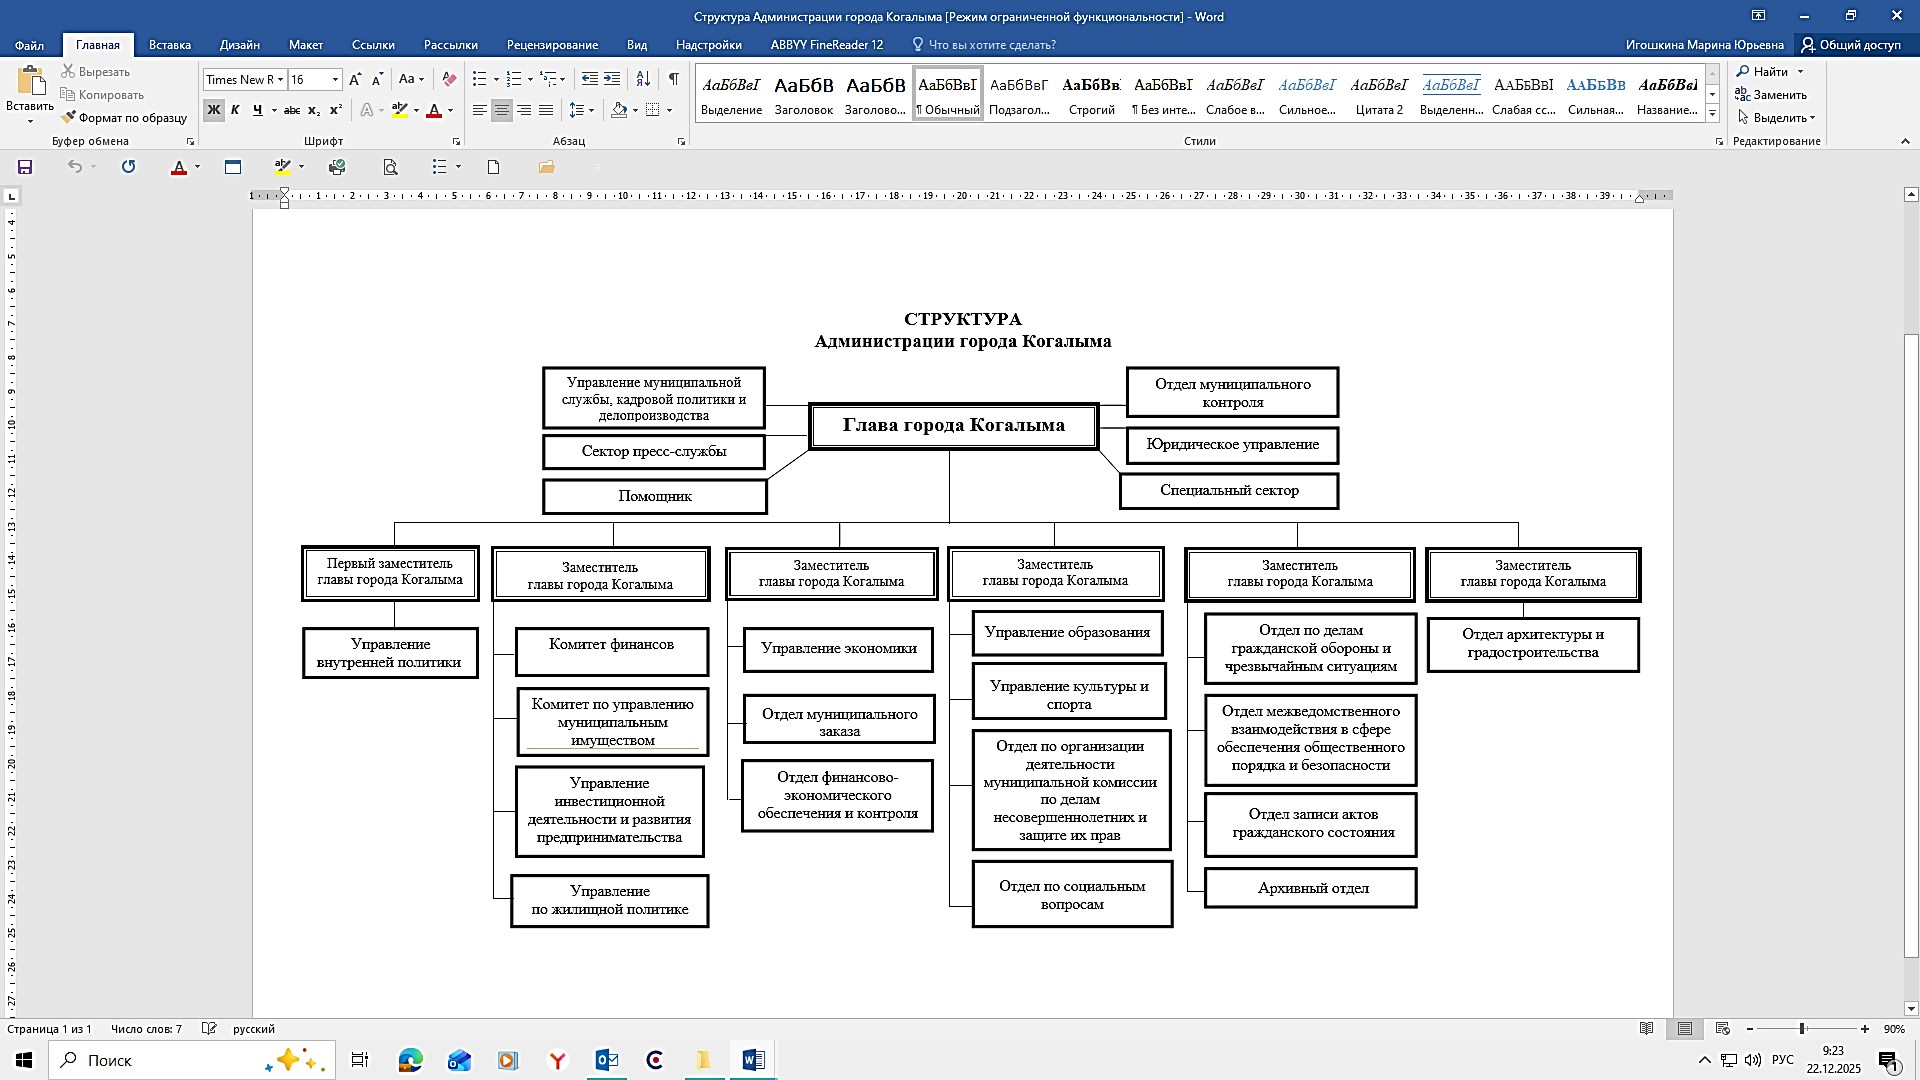 Структура Администрации города Когалыма [Режим ограниченной функциональности] - Word
Файл
Главная
Вставка
Дизайн
Макет
Ссылки
Рассылки
Рецензирование
Вид
Надстройки
ABBYY FineReader 12
Что вы хотите сделать?
Игошкина Марина Юрьевна
Общий доступ
Вставить
Вырезать
Копировать
Формат по образцу
Буфер обмена
Times New R
16
Шрифт
Абзац
Выделение
Заголовок
Заголово...
¶ Обычный
Подзагол...
Строгий
¶ Без инте...
Слабое в...
Сильное...
Цитата 2
Выделенн...
Слабая сс...
Сильная...
Название...
Стили
Найти
Заменить
Выделить
Редактирование
СТРУКТУРА
Администрации города Когалыма
Управление муниципальной
службы, кадровой политики и
делопроизводства
Сектор пресс-службы
Помощник
Глава города Когалыма
Отдел муниципального
контроля
Юридическое управление
Специальный сектор
Первый заместитель
главы города Когалыма
Заместитель
главы города Когалыма
Заместитель
главы города Когалыма
Заместитель
главы города Когалыма
Заместитель
главы города Когалыма
Заместитель
главы города Когалыма
Управление
внутренней политики
Комитет финансов
Комитет по управлению
муниципальным
имуществом
Управление
инвестиционной
деятельности и развития
предпринимательства
Управление
по жилищной политике
Управление экономики
Отдел муниципального
заказа
Отдел финансово-
экономического
обеспечения и контроля
Управление образования
Управление культуры и
спорта
Отдел по организации
деятельности
муниципальной комиссии
по делам
несовершеннолетних и
защите их прав
Отдел по социальным
вопросам
Отдел по делам
гражданской обороны и
чрезвычайным ситуациям
Отдел межведомственного
взаимодействия в сфере
обеспечения общественного
порядка и безопасности
Отдел записи актов
гражданского состояния
Архивный отдел
Отдел архитектуры и
градостроительства
Страница 1 из 1
Число слов: 7
русский
90%
Поиск
РУС
9:23
22.12.2025